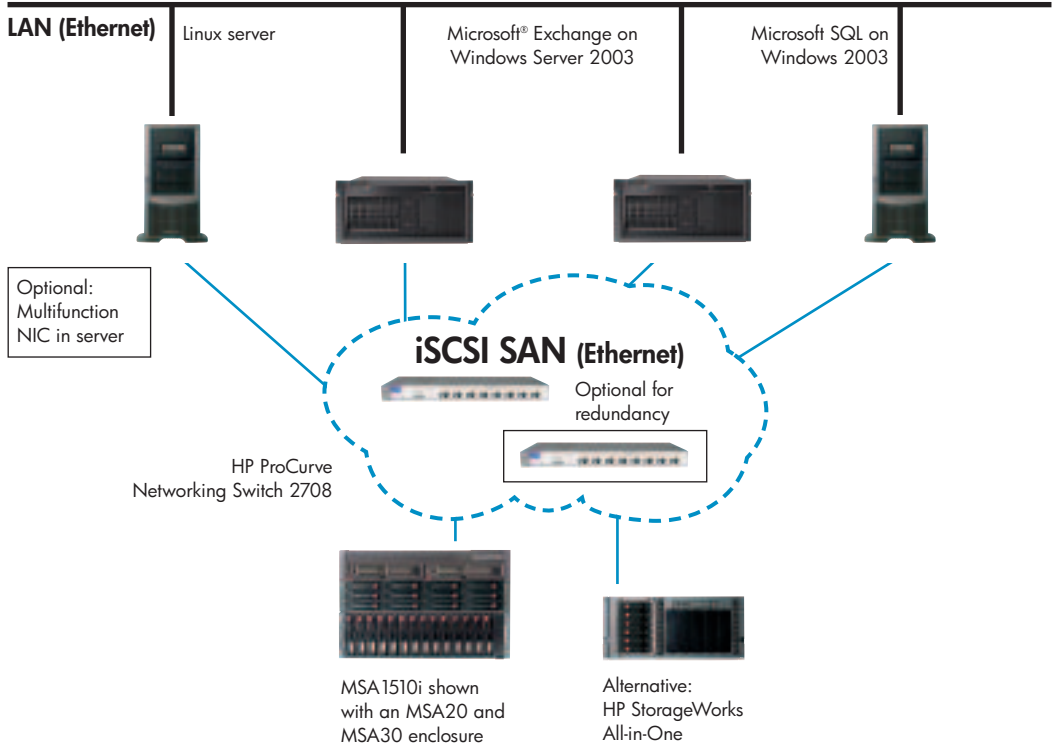 LAN (Ethernet)
Linux server
Microsoft® Exchange on
Windows Server 2003
Microsoft SQL on
Windows 2003
Optional:
Multifunction
NIC in server
iSCSI SAN (Ethernet)
Optional for
redundancy
HP ProCurve
Networking Switch 2708
MSA1510i shown
with an MSA20 and
MSA30 enclosure
Alternative:
HP StorageWorks
All-in-One